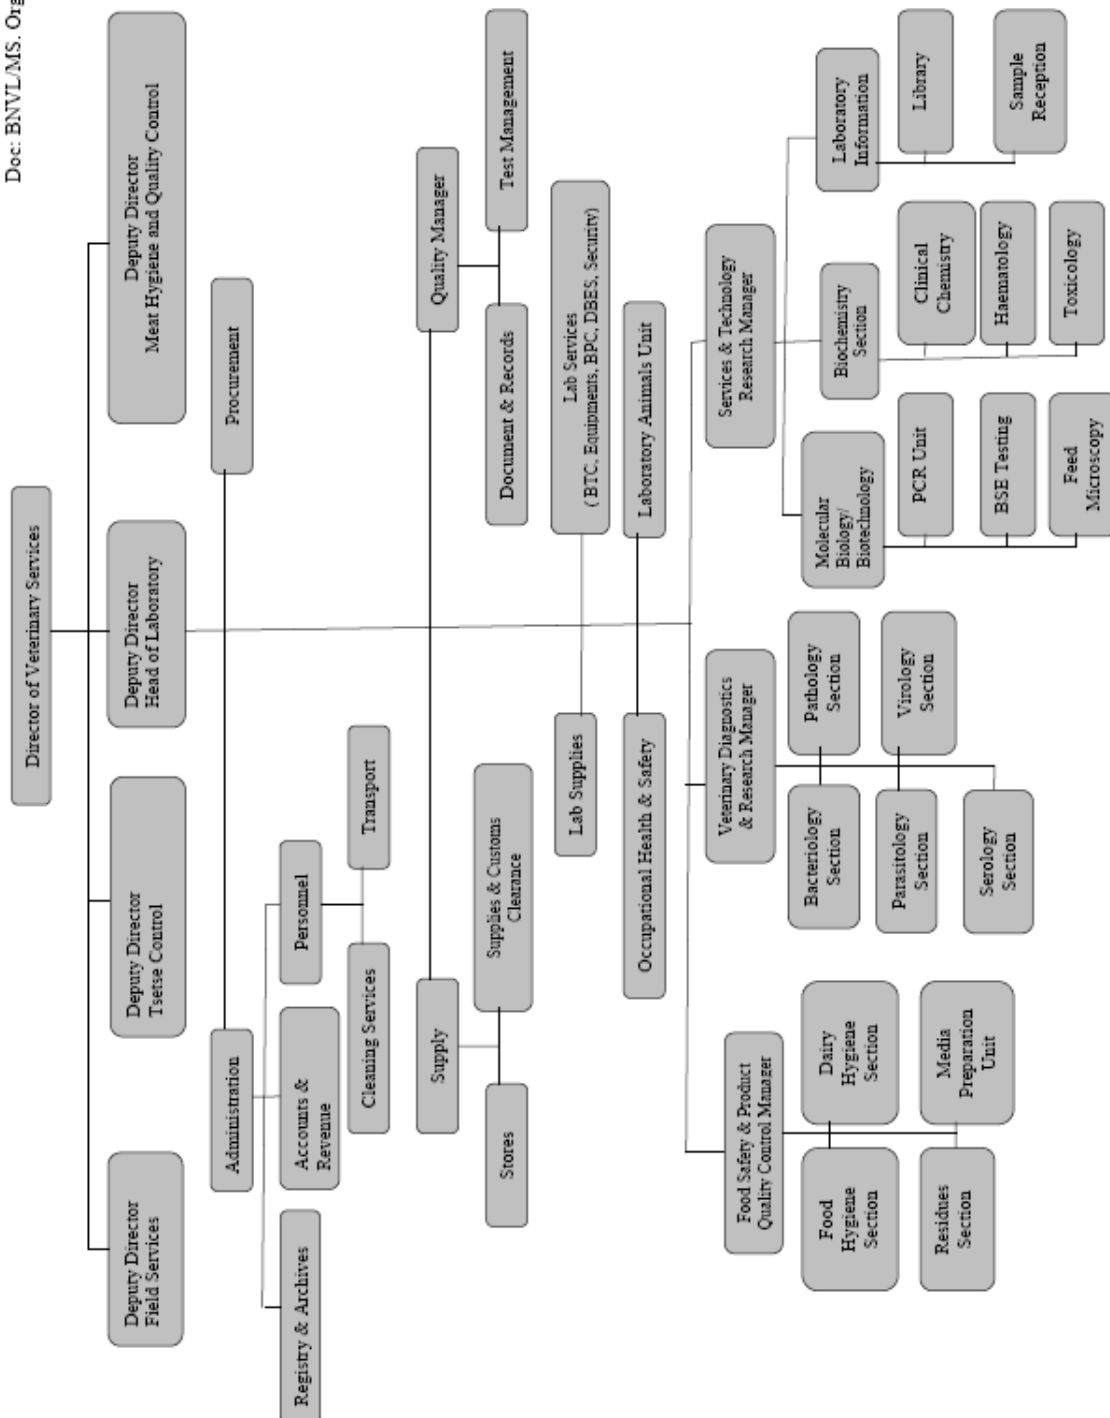 Doc: BNVL/MS. Org
Director of Veterinary Services
Deputy Director
Field Services
Deputy Director
Tsetse Control
Deputy Director
Head of Laboratory
Deputy Director
Meat Hygiene and Quality Control
Administration
Procurement
Registry & Archives
Accounts &
Revenue
Personnel
Cleaning Services
Transport
Supply
Quality Manager
Stores
Supplies & Customs
Clearance
Document & Records
Test Management
Lab Supplies
Lab Services
( BTC, Equipments, BPC, DBES, Security)
Occupational Health & Safety
Laboratory Animals Unit
Food Safety & Product
Quality Control Manager
Veterinary Diagnostics
& Research Manager
Services & Technology
Research Manager
Food
Hygiene
Section
Dairy
Hygiene
Section
Residues
Section
Media
Preparation
Unit
Bacteriology
Section
Pathology
Section
Parasitology
Section
Virology
Section
Serology
Section
Molecular
Biology/
Biotechnology
Biochemistry
Section
Laboratory
Information
PCR Unit
BSE Testing
Feed
Microscopy
Clinical
Chemistry
Haematology
Toxicology
Library
Sample
Reception